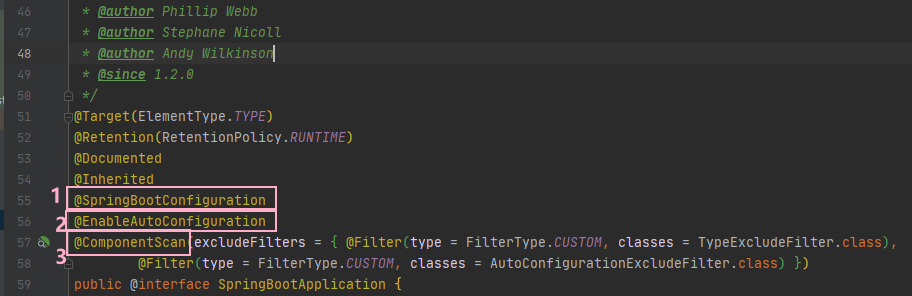 46 * @author Phillip Webb
47 * @author Stephane Nicoll
48 * @author Andy Wilkinson
49 * @since 1.2.0
50 */
51 @Target(ElementType.TYPE)
52 @Retention(RetentionPolicy.RUNTIME)
53 @Documented
54 @Inherited
55 1 @SpringBootConfiguration
56 2 @EnableAutoConfiguration
57 @ComponentScan(excludeFilters = { @Filter(type = FilterType.CUSTOM, classes = TypeExcludeFilter.class),
58 3 @Filter(type = FilterType.CUSTOM, classes = AutoConfigurationExcludeFilter.class) })
59 public @interface SpringBootApplication {